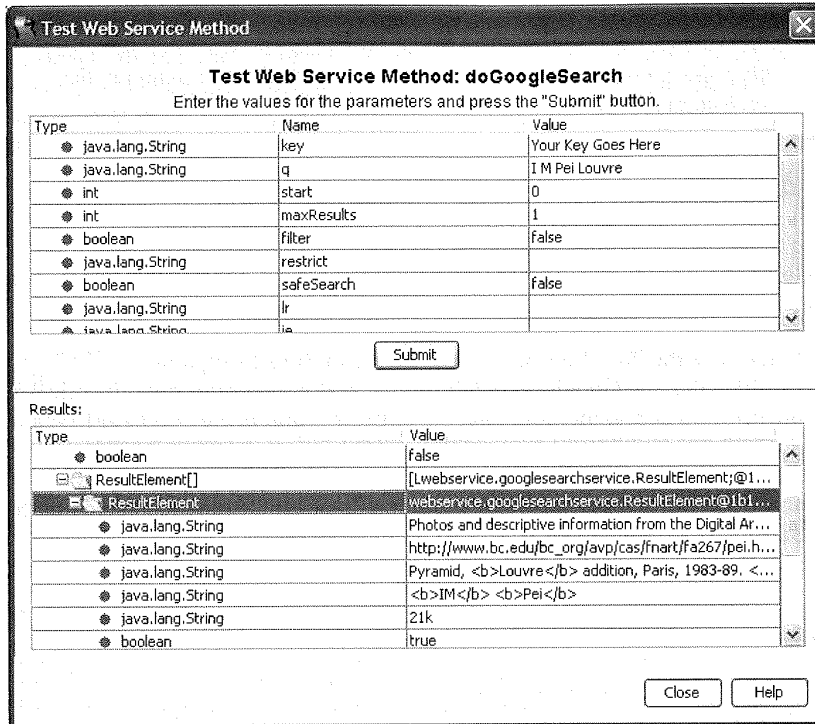 Test Web Service Method
Test Web Service Method: doGoogleSearch
Enter the values for the parameters and press the "Submit" button.
Type Name Value
java.lang.String key Your Key Goes Here
java.lang.String q I M Pei Louvre
int start 0
int maxResults 1
boolean filter false
java.lang.String restrict
boolean safeSearch false
java.lang.String lr
java.lang.String ie
Submit
Results:
Type Value
boolean false
ResultElement[] [Lwebservice.googlesearchservice.ResultElement;@1...
ResultElement webservice.googlesearchservice.ResultElement@1b1...
java.lang.String Photos and descriptive information from the Digital Ar...
java.lang.String http://www.bc.edu/bc_org/avp/cas/fnart/fa267/pei.h...
java.lang.String Pyramid, <b>Louvre</b> addition, Paris, 1983-89. <...
java.lang.String <b>IM</b> <b>Pei</b>
java.lang.String 21k
boolean true
Close Help